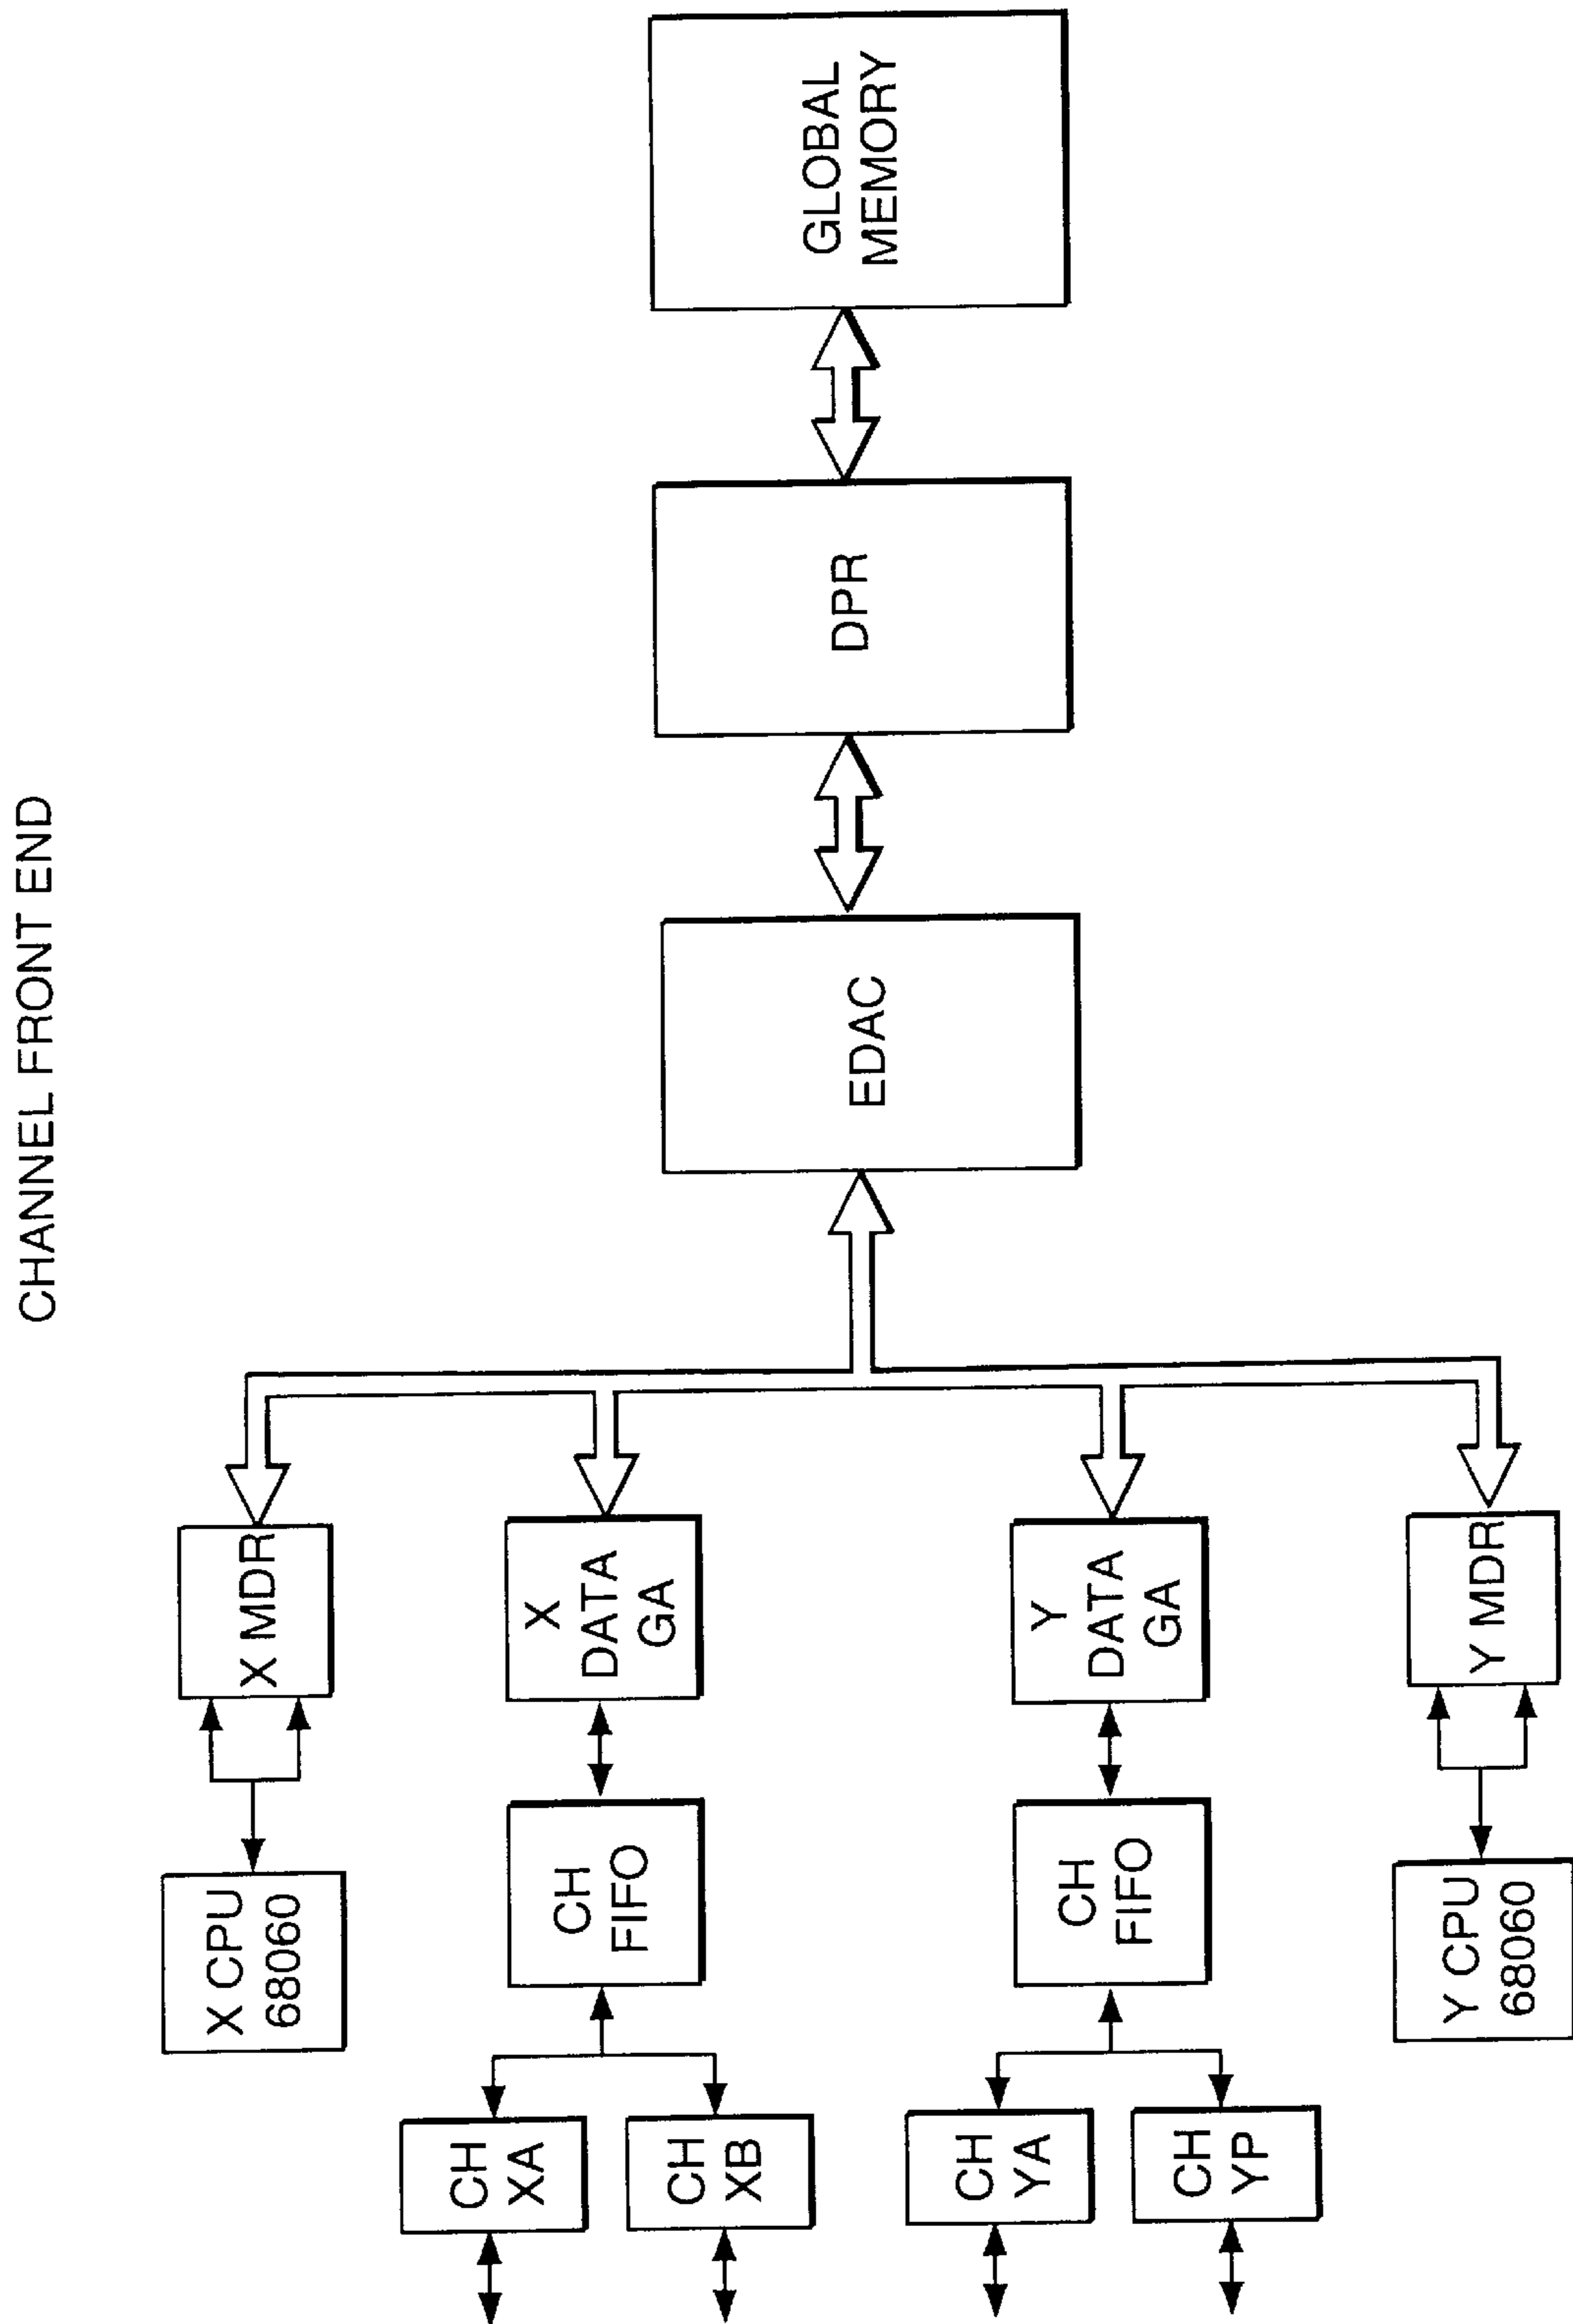 CHANNEL FRONT END
X CPU
68060
X MDR
CH
XA
CH
XB
CH
FIFO
X
DATA
GA
EDAC
DPR
GLOBAL
MEMORY
CH
YA
CH
YP
CH
FIFO
Y
DATA
GA
Y CPU
68060
Y MDR